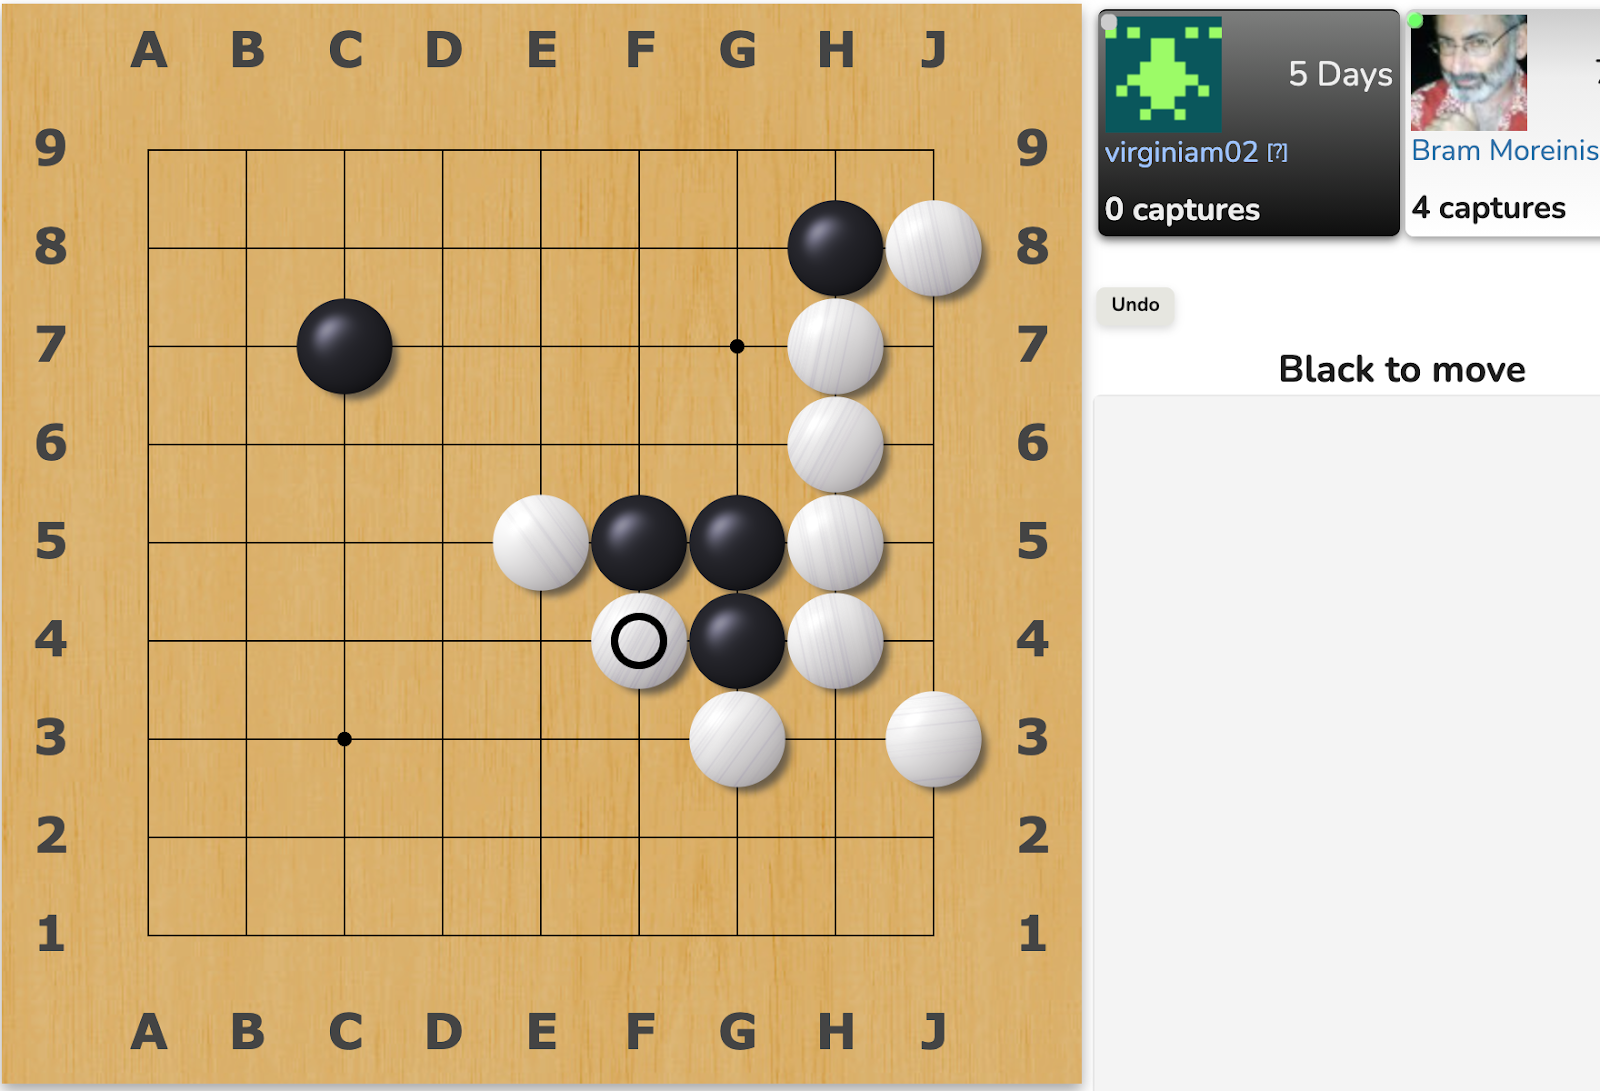 A B C D E F G H J
9 9
8 8
7 7
6 6
5 5
4 4
3 3
2 2
1 1
A B C D E F G H J
5 Days
virginiam02 [?]
0 captures
Bram Moreinis
4 captures
Undo
Black to move